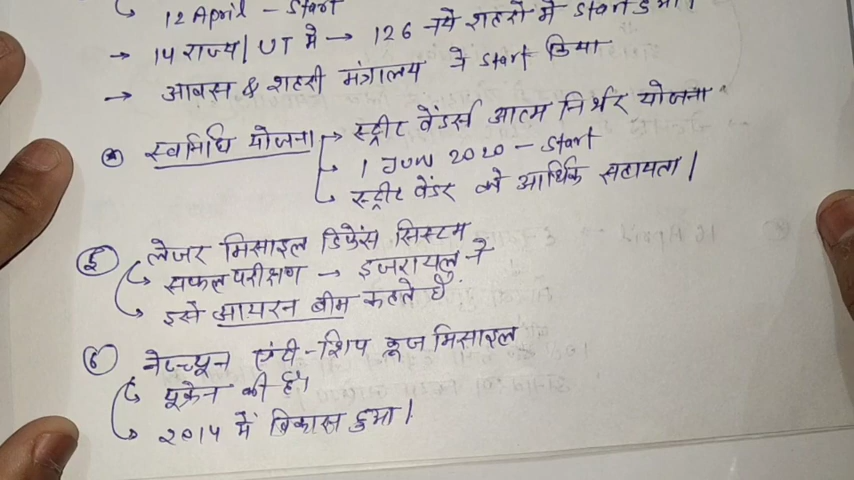 ↳ 12 April - Start
→ 14 राज्य/UT में → 126 नये शहरों में Start हुआ।
→ आवास & शहरी मंत्रालय ने start किया
* स्वनिधि योजना → स्ट्रीट वेंडर्स आत्म निर्भर योजना
1 JUN 2020 - Start
स्ट्रीट वेंडर को आर्थिक सहायता।
5 लेजर मिसाइल डिफेंस सिस्टम
सफल परीक्षण → इजरायल ने
इसे आयरन बीम कहते हैं
6 नेप्च्यून एंटी-शिप क्रूज मिसाइल
यूक्रेन की है।
2014 में विकास हुआ।